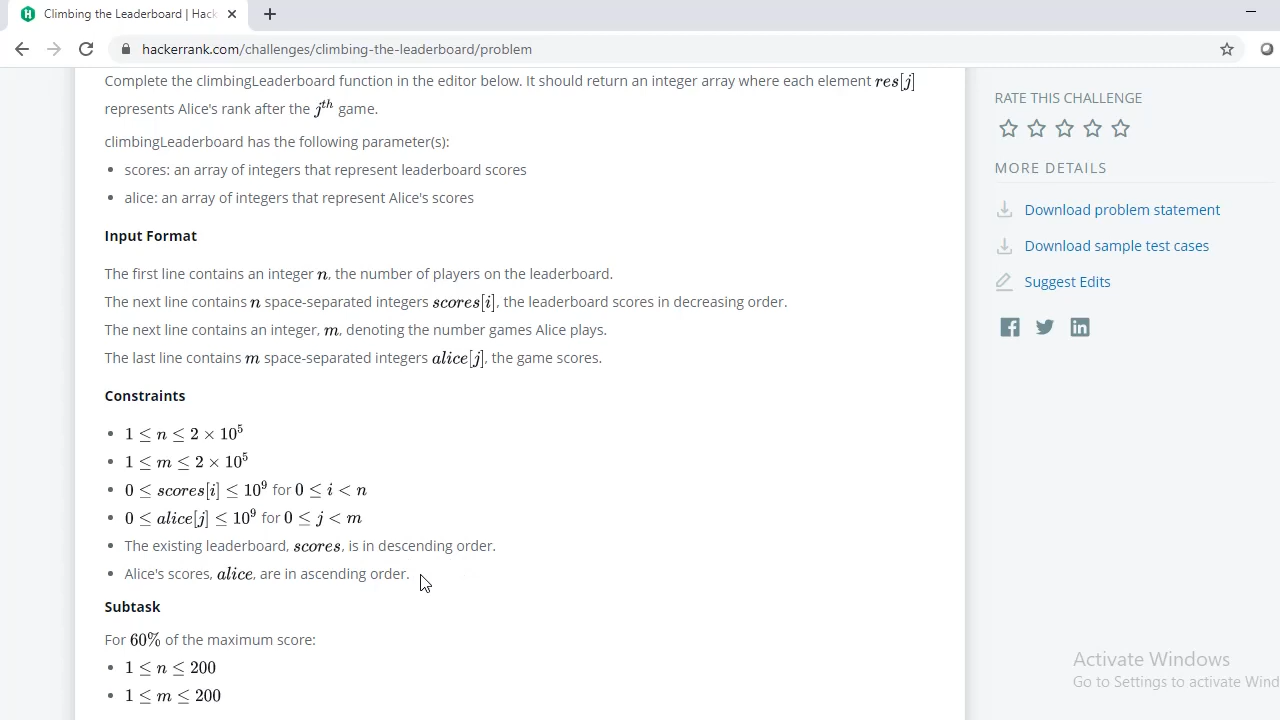 Climbing the Leaderboard | Hack
hackerrank.com/challenges/climbing-the-leaderboard/problem
Complete the climbingLeaderboard function in the editor below. It should return an integer array where each element res[j]
represents Alice's rank after the jᵗʰ game.
climbingLeaderboard has the following parameter(s):
• scores: an array of integers that represent leaderboard scores
• alice: an array of integers that represent Alice's scores
Input Format
The first line contains an integer n, the number of players on the leaderboard.
The next line contains n space-separated integers scores[i], the leaderboard scores in decreasing order.
The next line contains an integer, m, denoting the number games Alice plays.
The last line contains m space-separated integers alice[j], the game scores.
Constraints
• 1 ≤ n ≤ 2 × 10⁵
• 1 ≤ m ≤ 2 × 10⁵
• 0 ≤ scores[i] ≤ 10⁹ for 0 ≤ i < n
• 0 ≤ alice[j] ≤ 10⁹ for 0 ≤ j < m
• The existing leaderboard, scores, is in descending order.
• Alice's scores, alice, are in ascending order.
Subtask
For 60% of the maximum score:
• 1 ≤ n ≤ 200
• 1 ≤ m ≤ 200
RATE THIS CHALLENGE
MORE DETAILS
Download problem statement
Download sample test cases
Suggest Edits
Activate Windows
Go to Settings to activate Wind